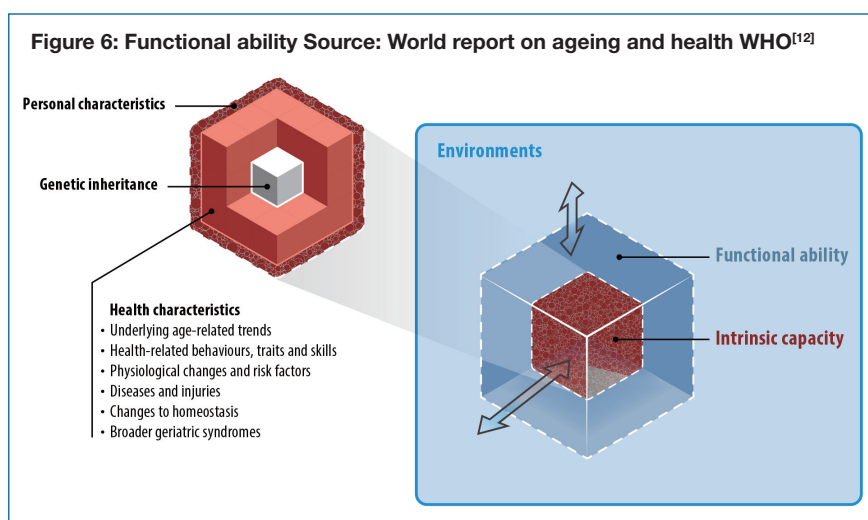 Figure 6: Functional ability Source: World report on ageing and health WHO[12]
Personal characteristics
Genetic inheritance
Health characteristics
• Underlying age-related trends
• Health-related behaviours, traits and skills
• Physiological changes and risk factors
• Diseases and injuries
• Changes to homeostasis
• Broader geriatric syndromes
Environments
Functional ability
Intrinsic capacity